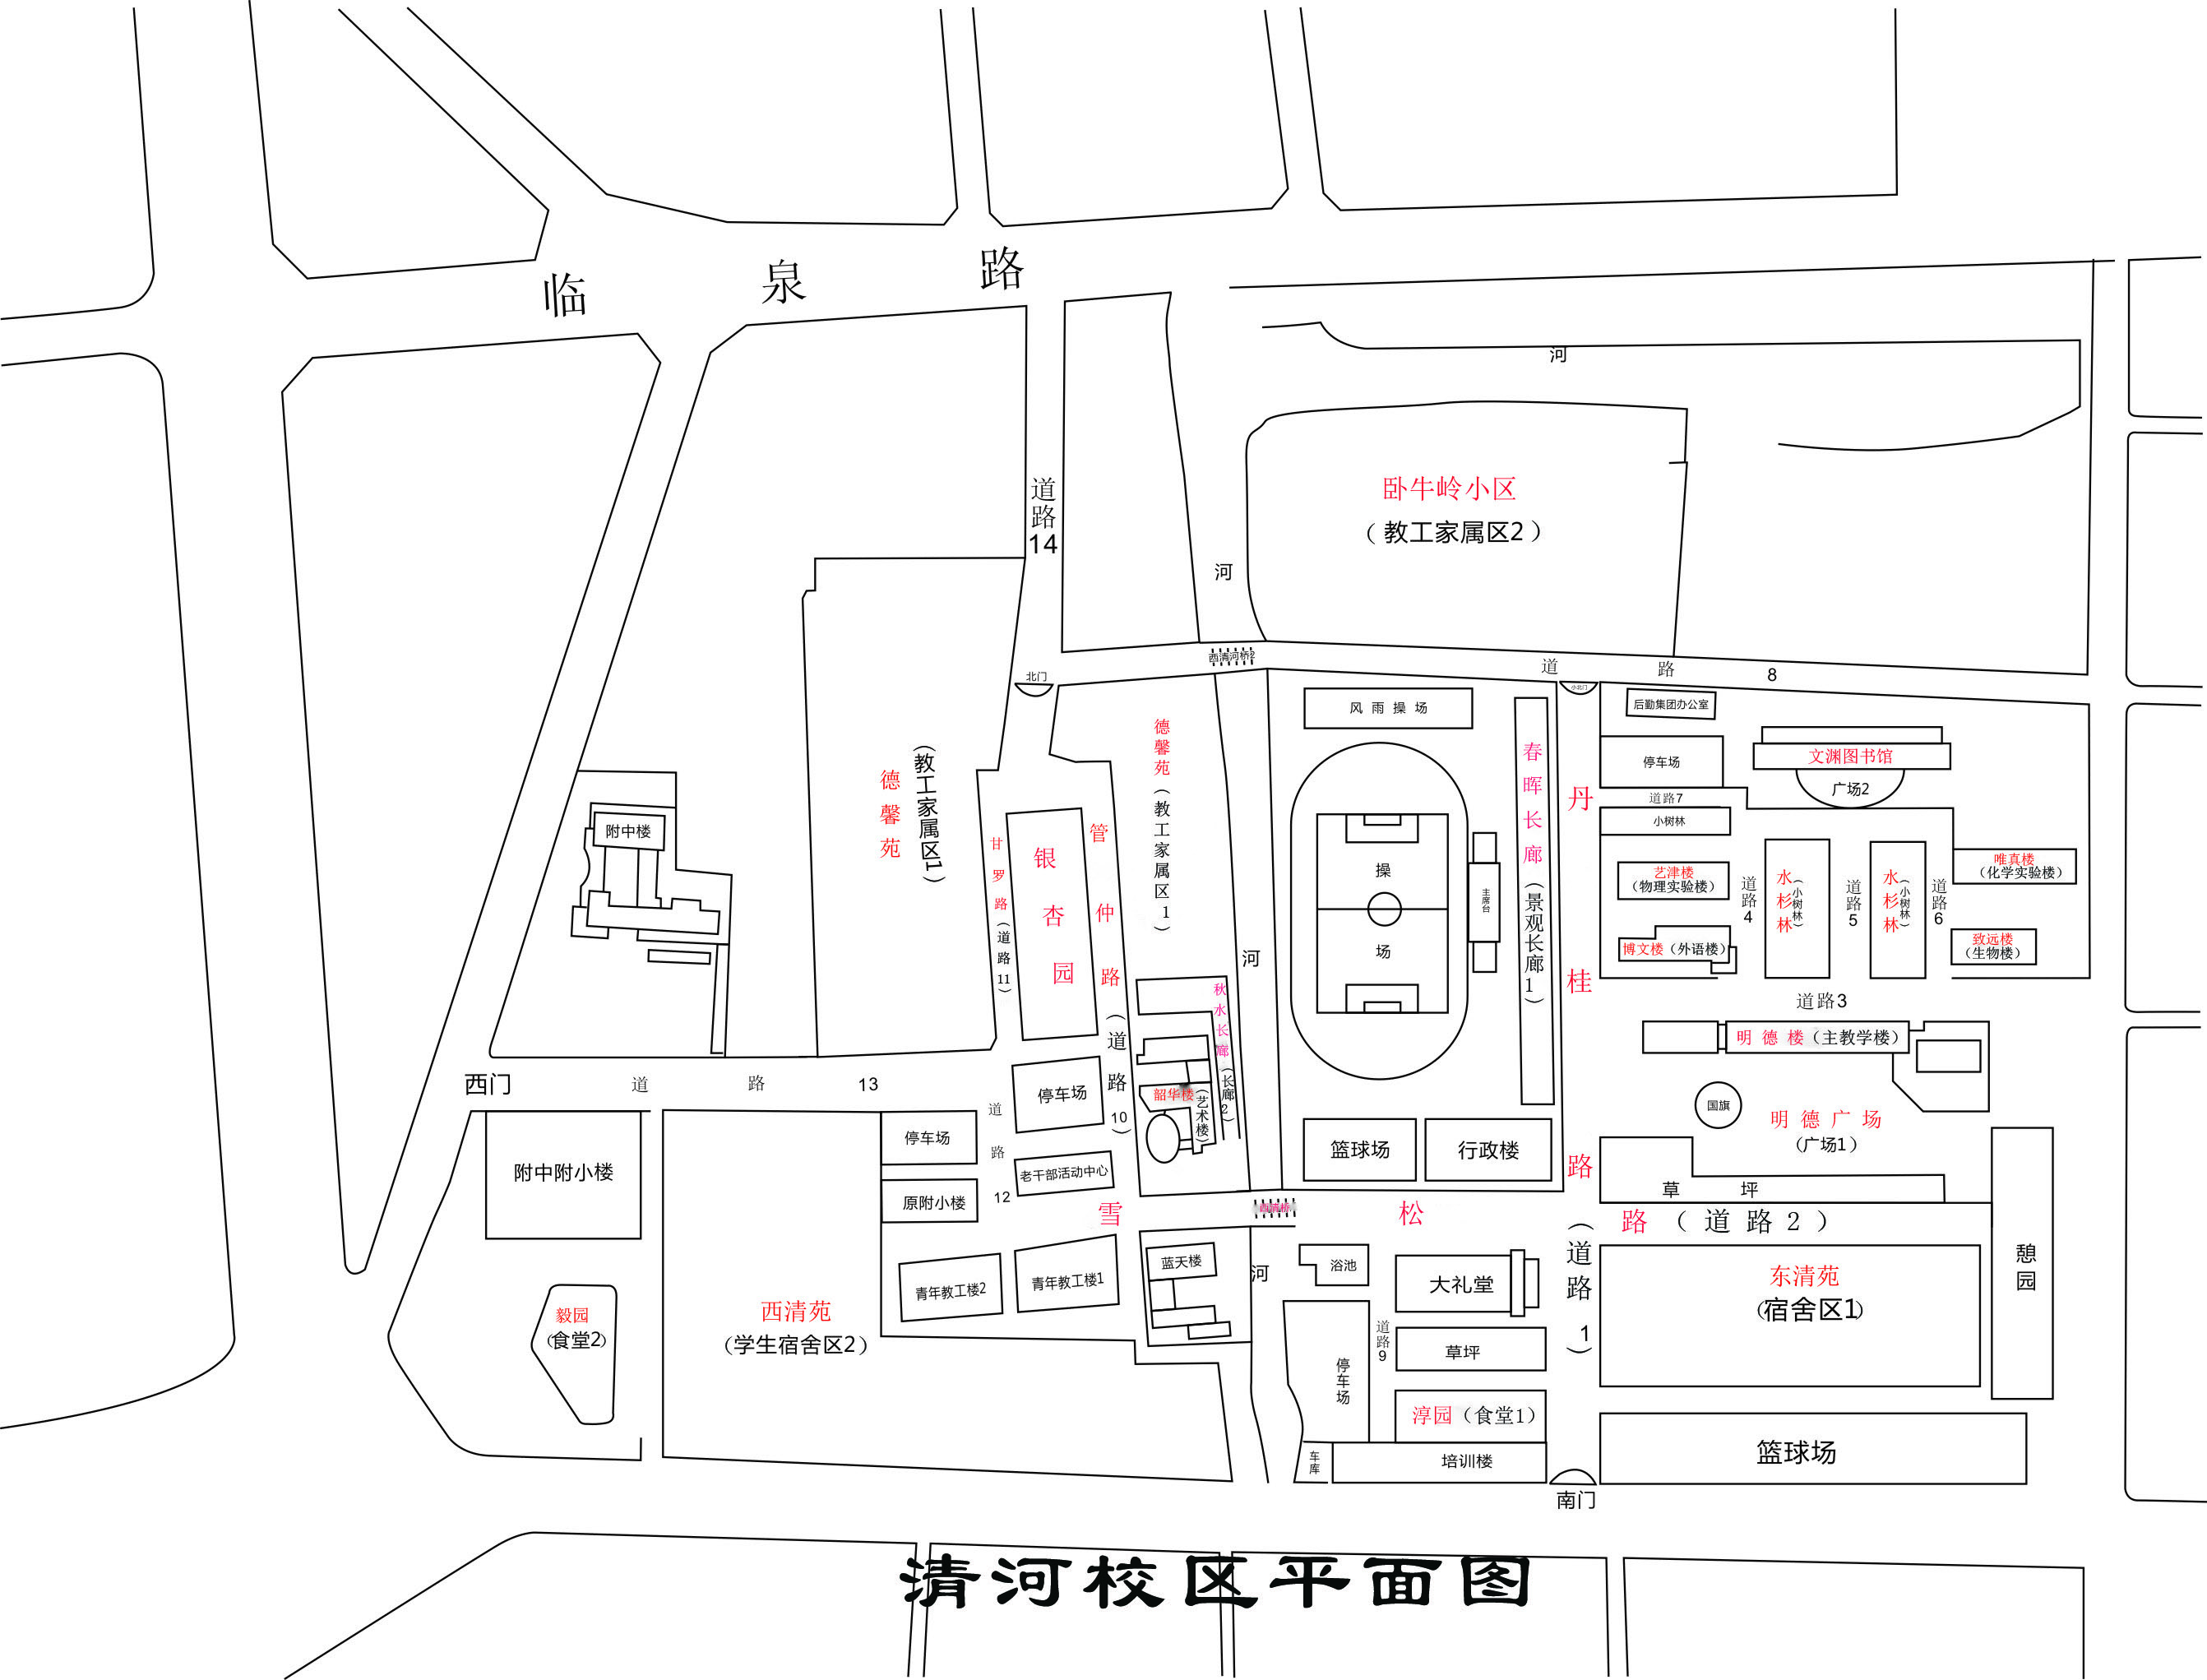 临 泉 路
河
道路14
卧牛岭小区
（教工家属区2）
河
西清河桥2
道 路 8
北门
小北门
风 雨 操 场
后勤集团办公室
停车场
文渊图书馆
广场2
道路7
小树林
德馨苑（教工家属区1）
春晖长廊（景观长廊1）
丹桂路（道路1）
德馨苑
（教工家属区1）
附中楼
甘罗路（道路11）
银杏园
管仲路（道路10）
操场
主席台
艺津楼
（物理实验楼）
道路4
水杉林
（小树林）
道路5
水杉林
（小树林）
道路6
唯真楼
（化学实验楼）
博文楼（外语楼）
致远楼
（生物楼）
河
秋水长廊（长廊2）
道路3
明 德 楼（主教学楼）
西门
道 路 13
停车场
韶华楼
（艺术楼）
国旗
明 德 广 场
（广场1）
停车场
道路12
篮球场
行政楼
附中附小楼
老干部活动中心
原附小楼
草 坪
雪 松 路（道路2）
西清桥
憩园
蓝天楼
河
浴池
大礼堂
东清苑
（宿舍区1）
青年教工楼2
青年教工楼1
毅园
（食堂2）
西清苑
（学生宿舍区2）
道路9
草坪
停车场
淳园（食堂1）
篮球场
车库
培训楼
南门
清河校区平面图